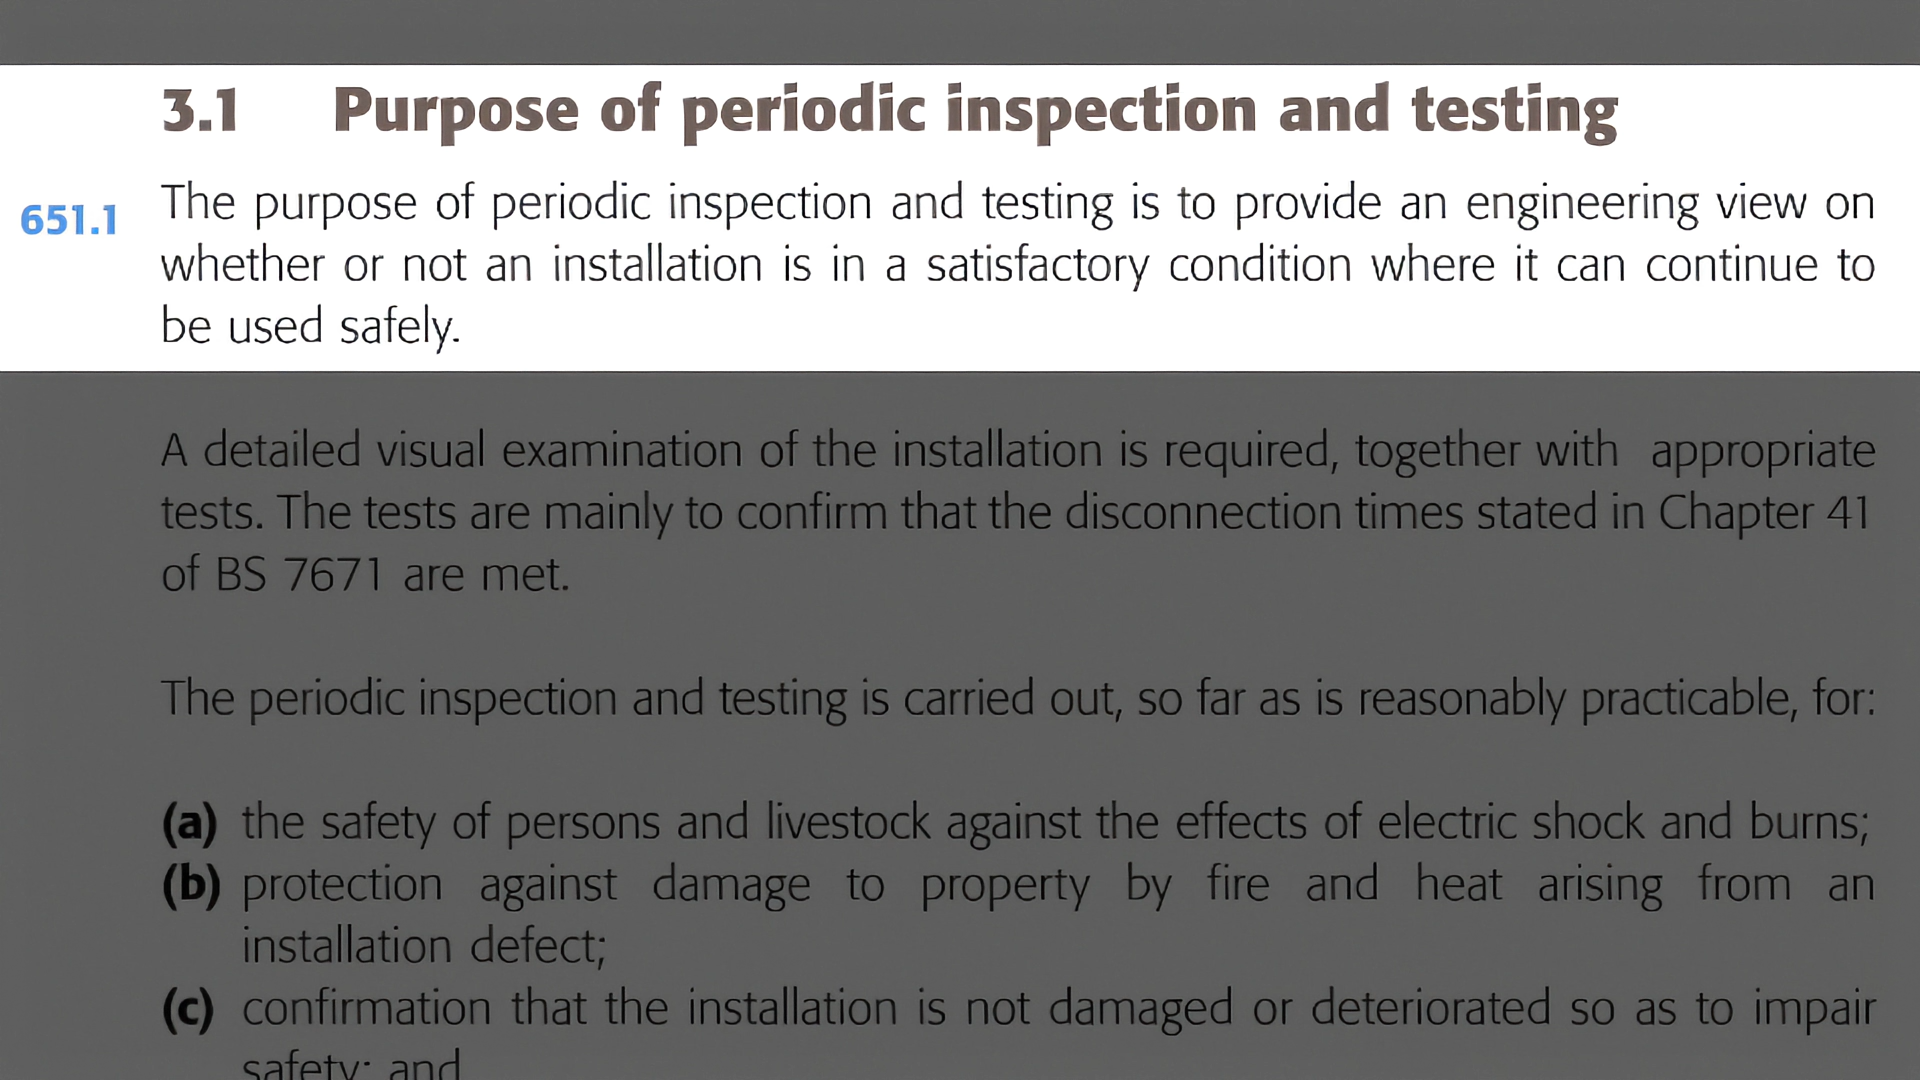 3.1 Purpose of periodic inspection and testing
651.1 The purpose of periodic inspection and testing is to provide an engineering view on
whether or not an installation is in a satisfactory condition where it can continue to
be used safely.
A detailed visual examination of the installation is required, together with appropriate
tests. The tests are mainly to confirm that the disconnection times stated in Chapter 41
of BS 7671 are met.
The periodic inspection and testing is carried out, so far as is reasonably practicable, for:
(a) the safety of persons and livestock against the effects of electric shock and burns;
(b) protection against damage to property by fire and heat arising from an
installation defect;
(c) confirmation that the installation is not damaged or deteriorated so as to impair
safety; and